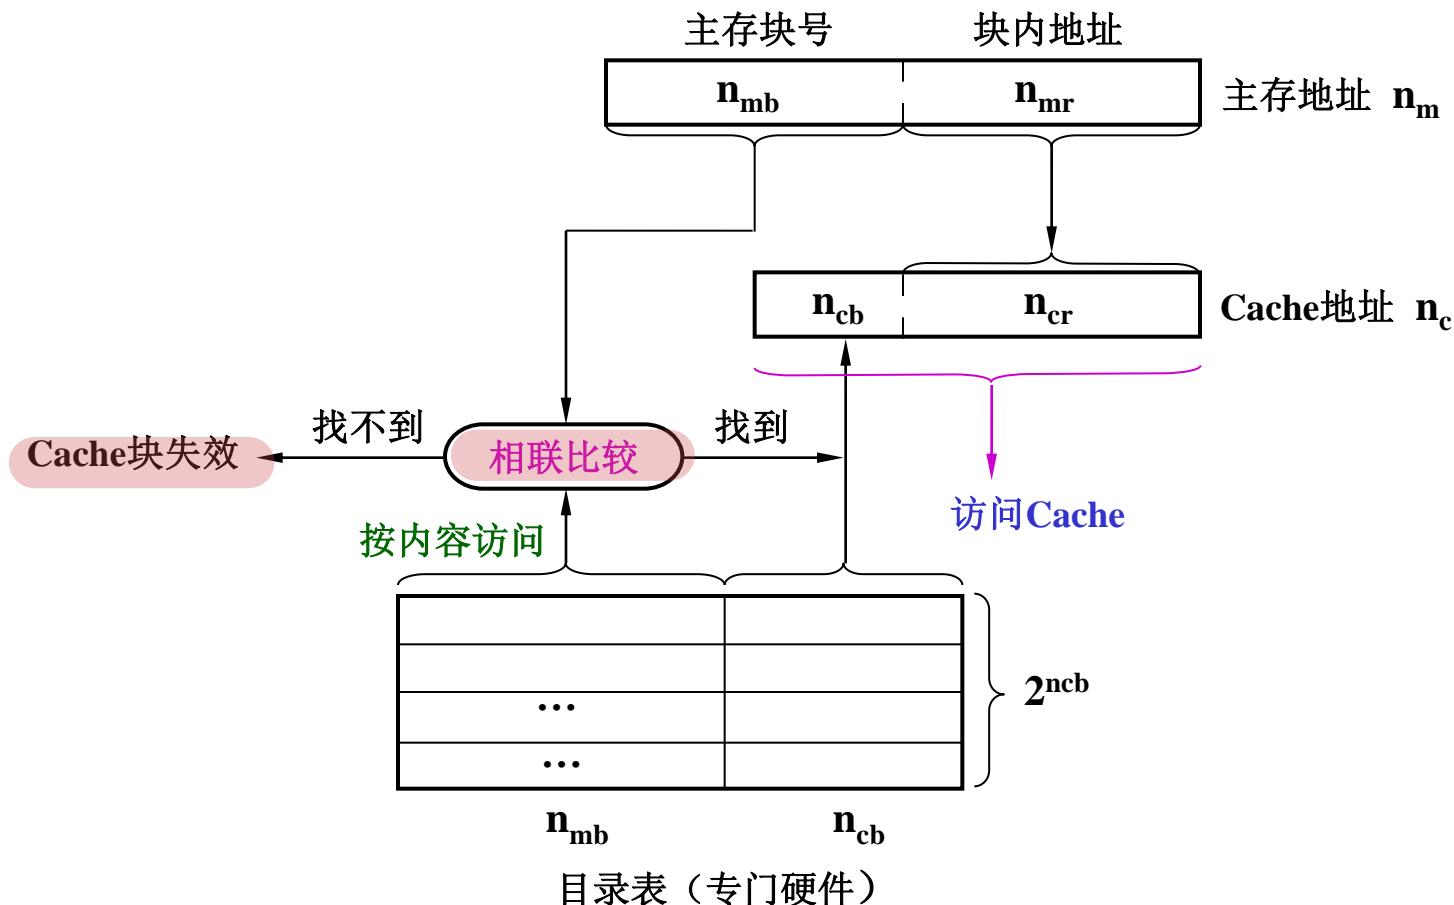 主存块号 块内地址
n_mb n_mr 主存地址 n_m
n_cb n_cr Cache地址 n_c
找不到 找到
Cache块失效 相联比较
访问Cache
按内容访问
2^ncb
…
…
n_mb n_cb
目录表（专门硬件）